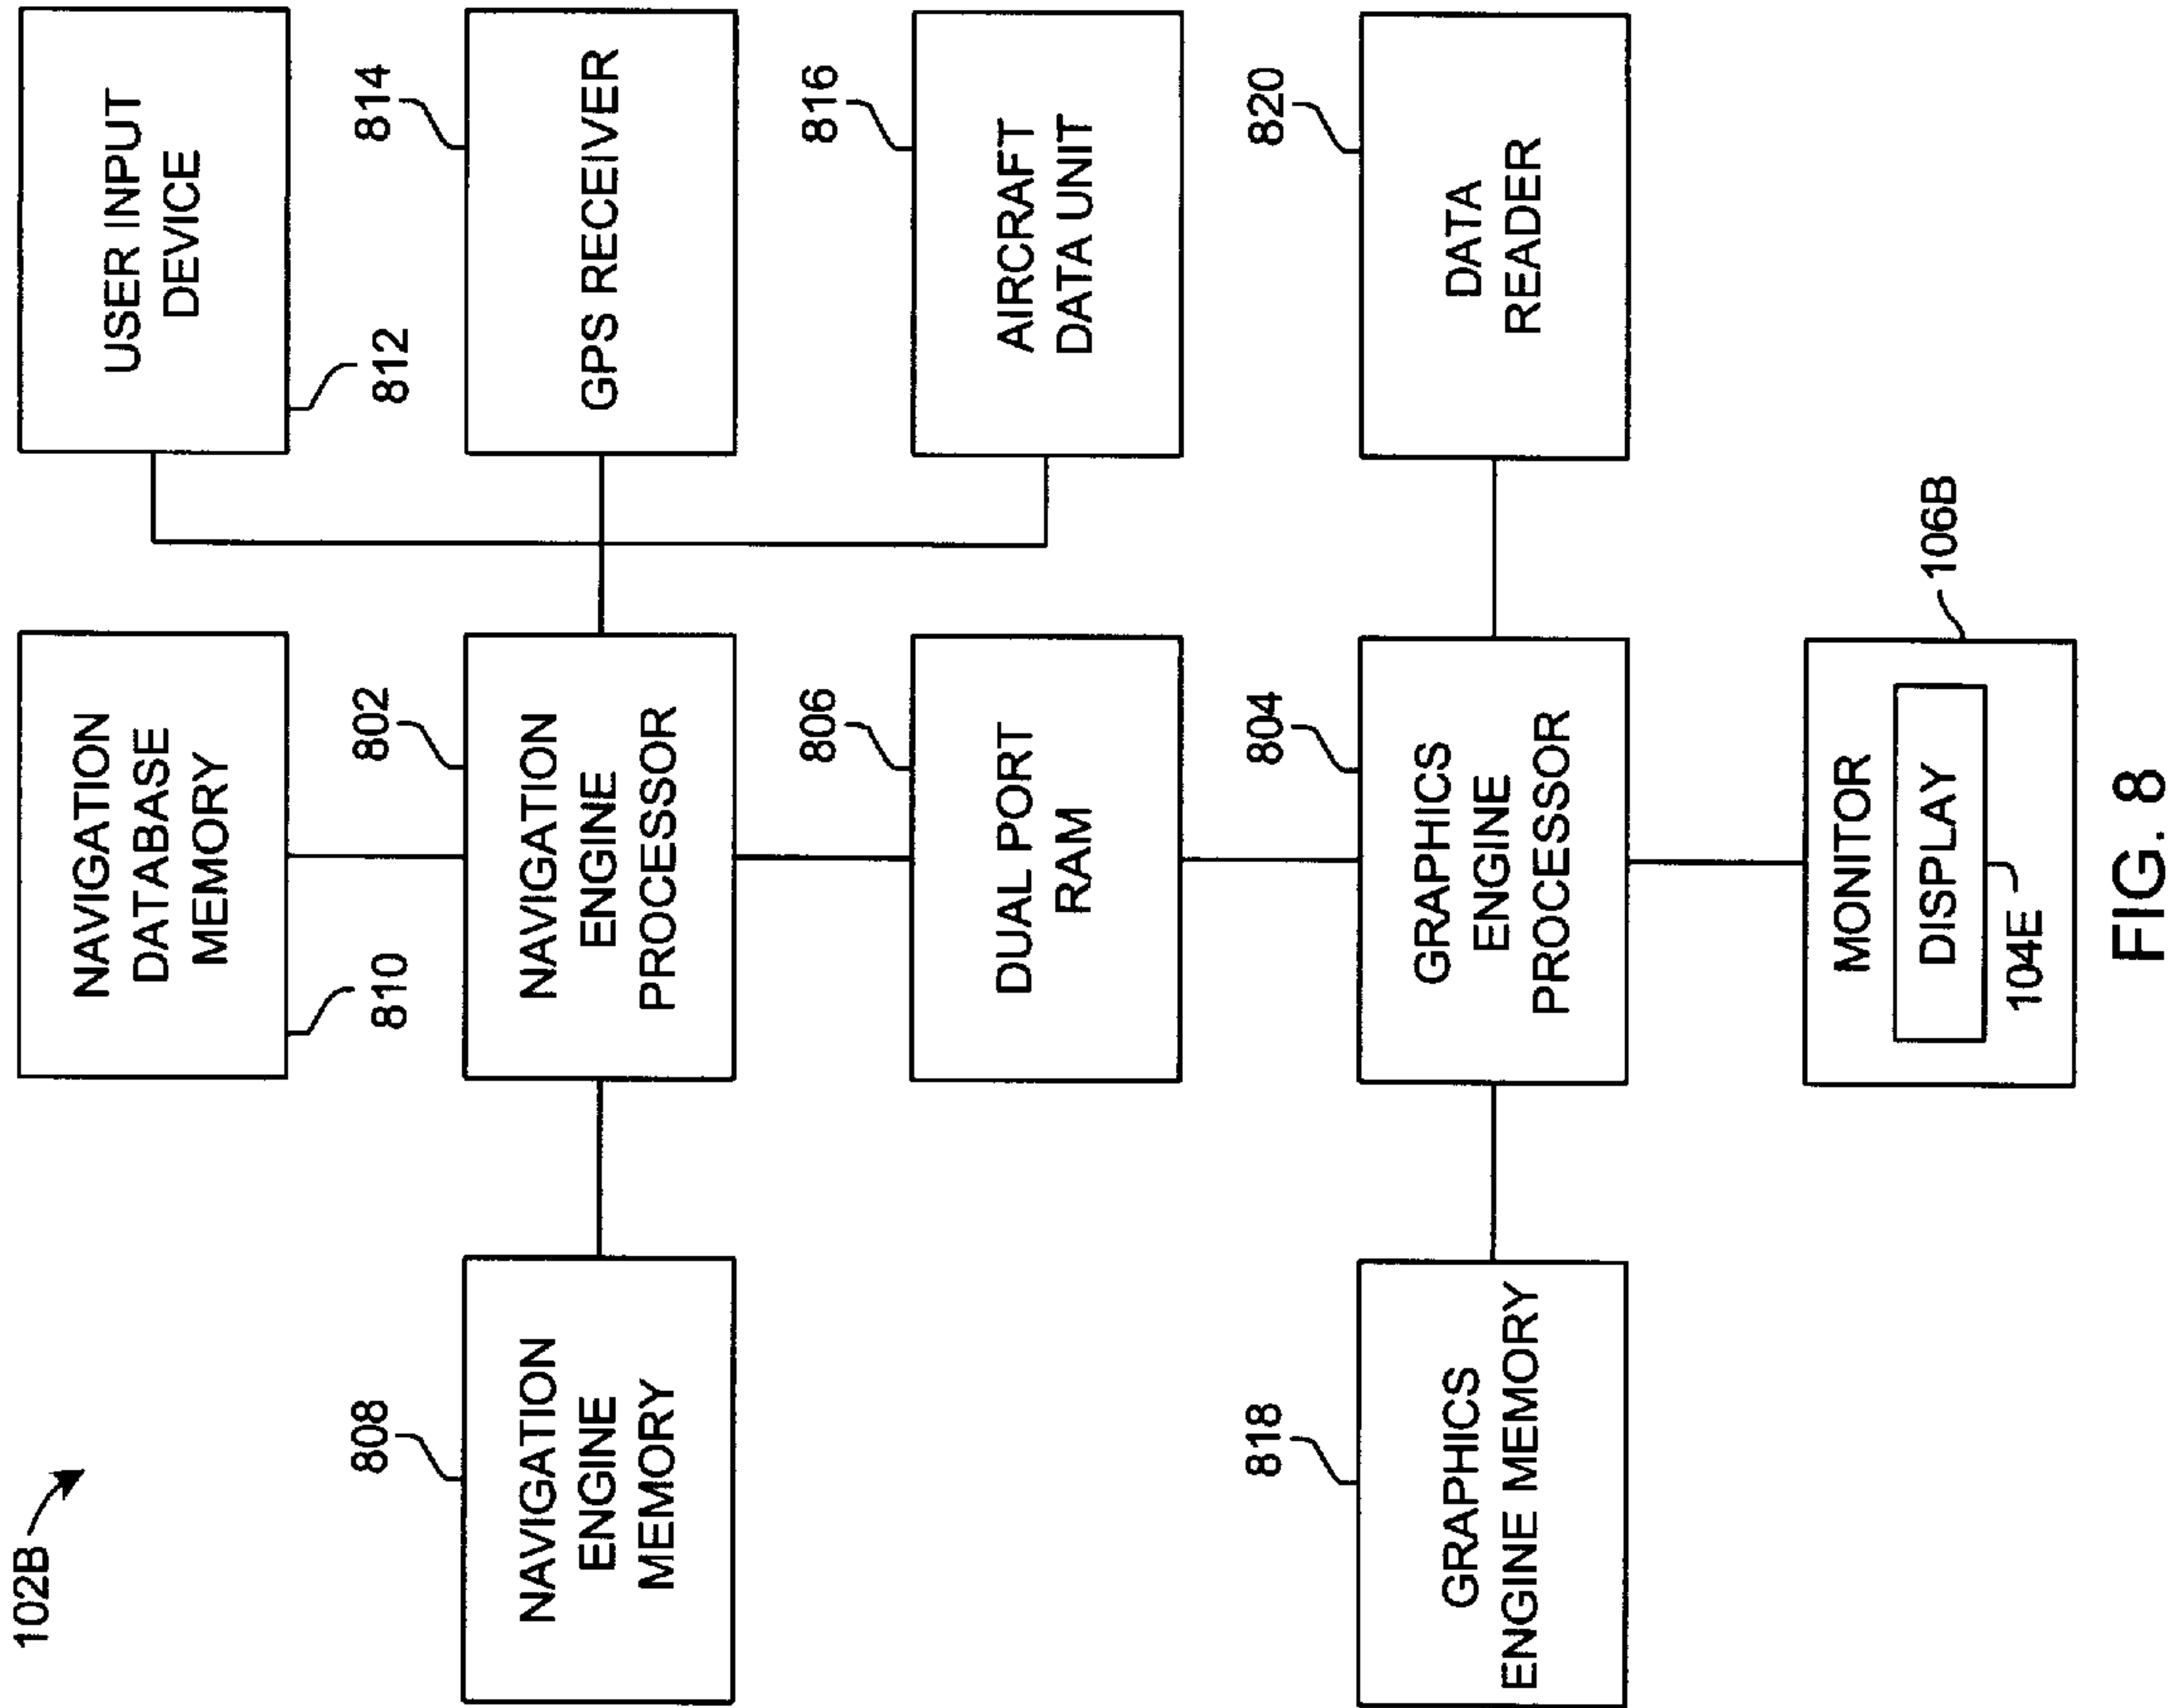 102B
USER INPUT
DEVICE
812
NAVIGATION
DATABASE
MEMORY
810
808
NAVIGATION
ENGINE
MEMORY
802
NAVIGATION
ENGINE
PROCESSOR
814
GPS RECEIVER
806
DUAL PORT
RAM
816
AIRCRAFT
DATA UNIT
818
GRAPHICS
ENGINE MEMORY
804
GRAPHICS
ENGINE
PROCESSOR
820
DATA
READER
MONITOR
DISPLAY
104E
106B
FIG. 8